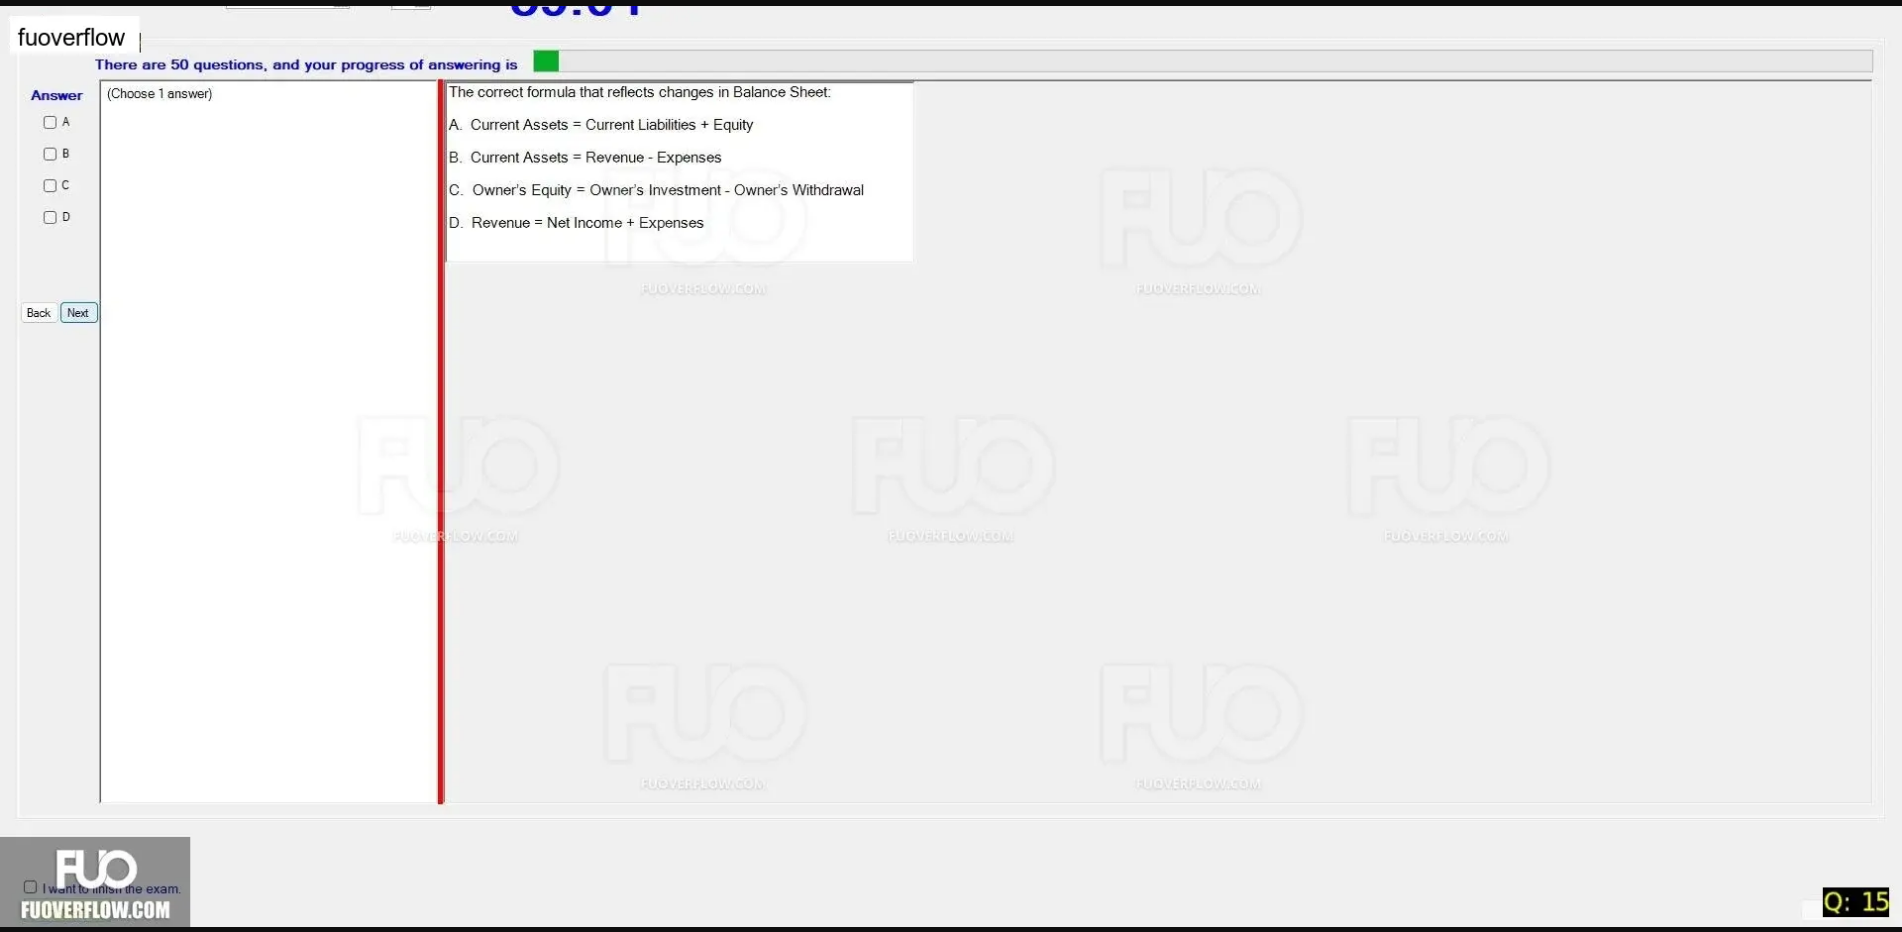 fuoverflow
There are 50 questions, and your progress of answering is
Answer
(Choose 1 answer)
A
B
C
D
Back Next
The correct formula that reflects changes in Balance Sheet:
A. Current Assets = Current Liabilities + Equity
B. Current Assets = Revenue - Expenses
C. Owner's Equity = Owner's Investment - Owner's Withdrawal
D. Revenue = Net Income + Expenses
FUO
FUOVERFLOW.COM
FUO
FUOVERFLOW.COM
FUO
FUOVERFLOW.COM
FUO
FUOVERFLOW.COM
FUO
FUOVERFLOW.COM
FUO
FUOVERFLOW.COM
FUO
FUOVERFLOW.COM
FUO
I want to finish the exam.
FUOVERFLOW.COM
Q: 15